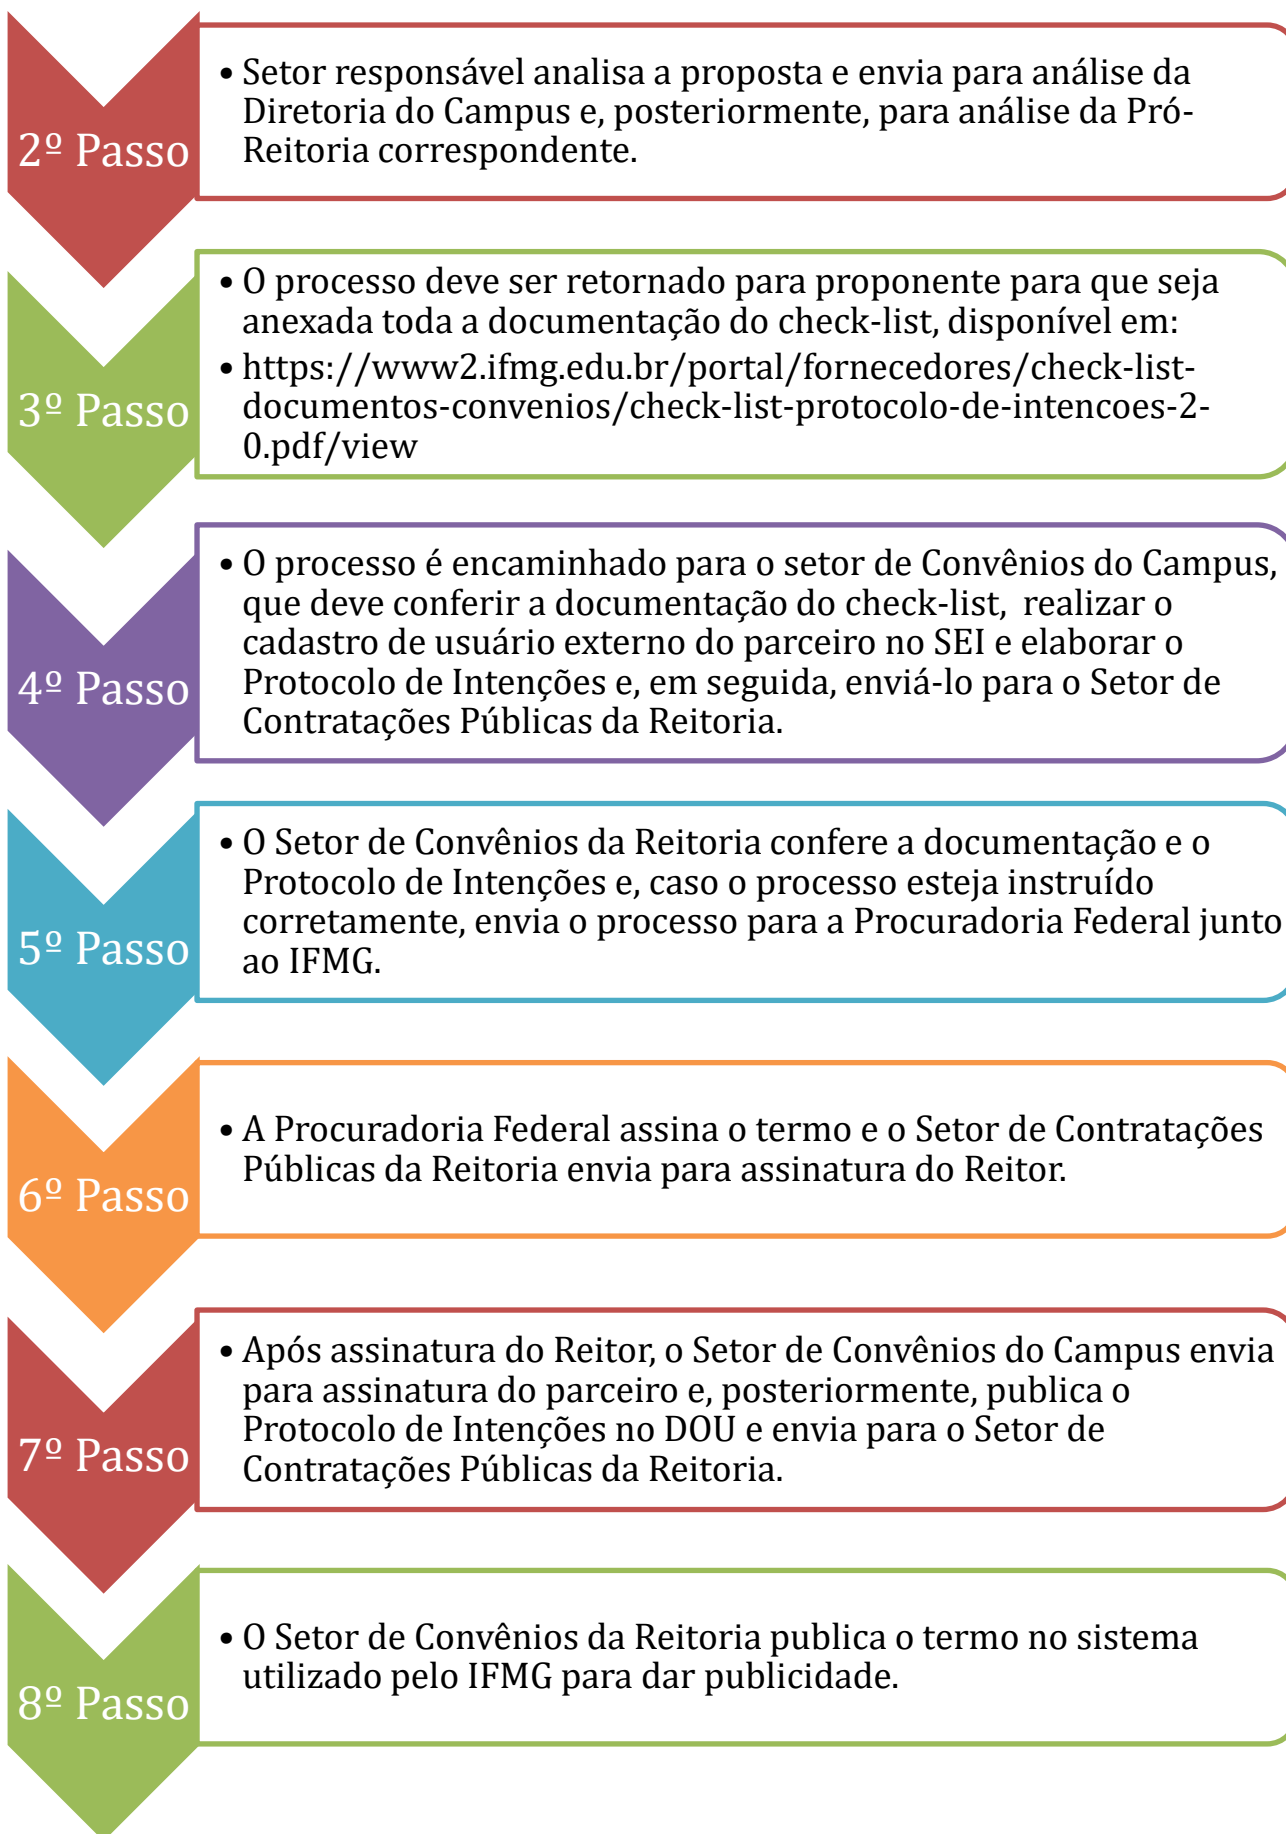 2º Passo
• Setor responsável analisa a proposta e envia para análise da
Diretoria do Campus e, posteriormente, para análise da Pró-
Reitoria correspondente.
3º Passo
• O processo deve ser retornado para proponente para que seja
anexada toda a documentação do check-list, disponível em:
• https://www2.ifmg.edu.br/portal/fornecedores/check-list-
documentos-convenios/check-list-protocolo-de-intencoes-2-
0.pdf/view
4º Passo
• O processo é encaminhado para o setor de Convênios do Campus,
que deve conferir a documentação do check-list, realizar o
cadastro de usuário externo do parceiro no SEI e elaborar o
Protocolo de Intenções e, em seguida, enviá-lo para o Setor de
Contratações Públicas da Reitoria.
5º Passo
• O Setor de Convênios da Reitoria confere a documentação e o
Protocolo de Intenções e, caso o processo esteja instruído
corretamente, envia o processo para a Procuradoria Federal junto
ao IFMG.
6º Passo
• A Procuradoria Federal assina o termo e o Setor de Contratações
Públicas da Reitoria envia para assinatura do Reitor.
7º Passo
• Após assinatura do Reitor, o Setor de Convênios do Campus envia
para assinatura do parceiro e, posteriormente, publica o
Protocolo de Intenções no DOU e envia para o Setor de
Contratações Públicas da Reitoria.
8º Passo
• O Setor de Convênios da Reitoria publica o termo no sistema
utilizado pelo IFMG para dar publicidade.